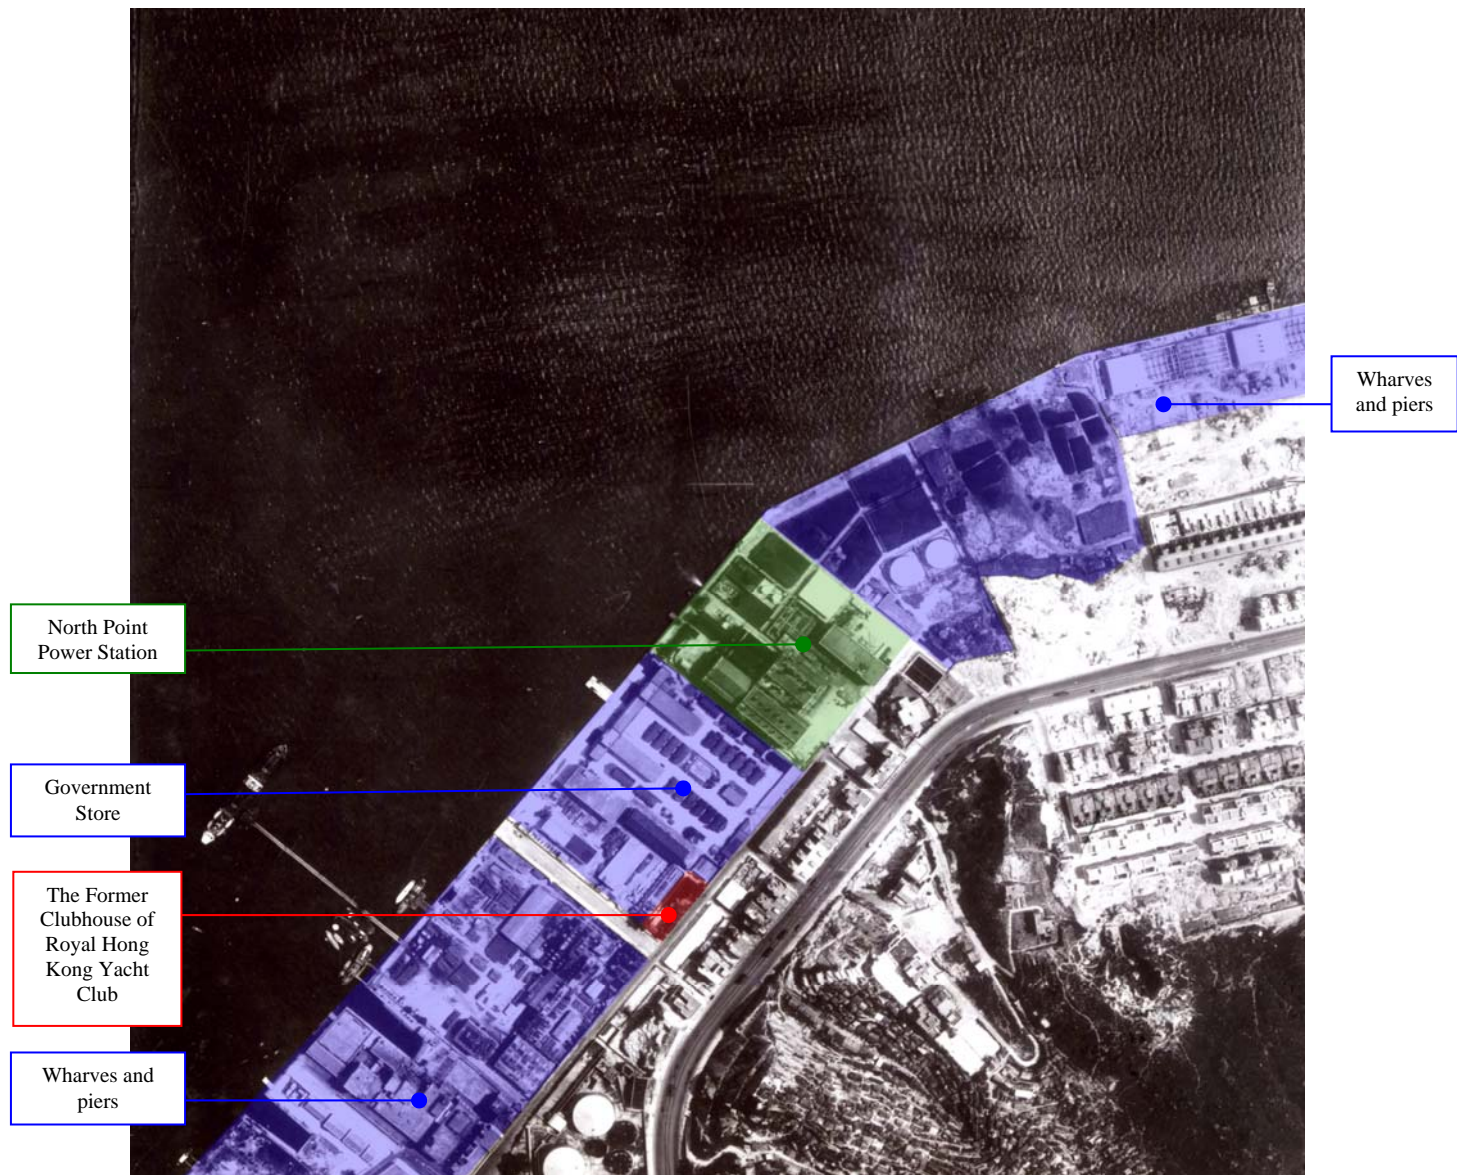 Wharves
and piers
North Point
Power Station
Government
Store
The Former
Clubhouse of
Royal Hong
Kong Yacht
Club
Wharves and
piers